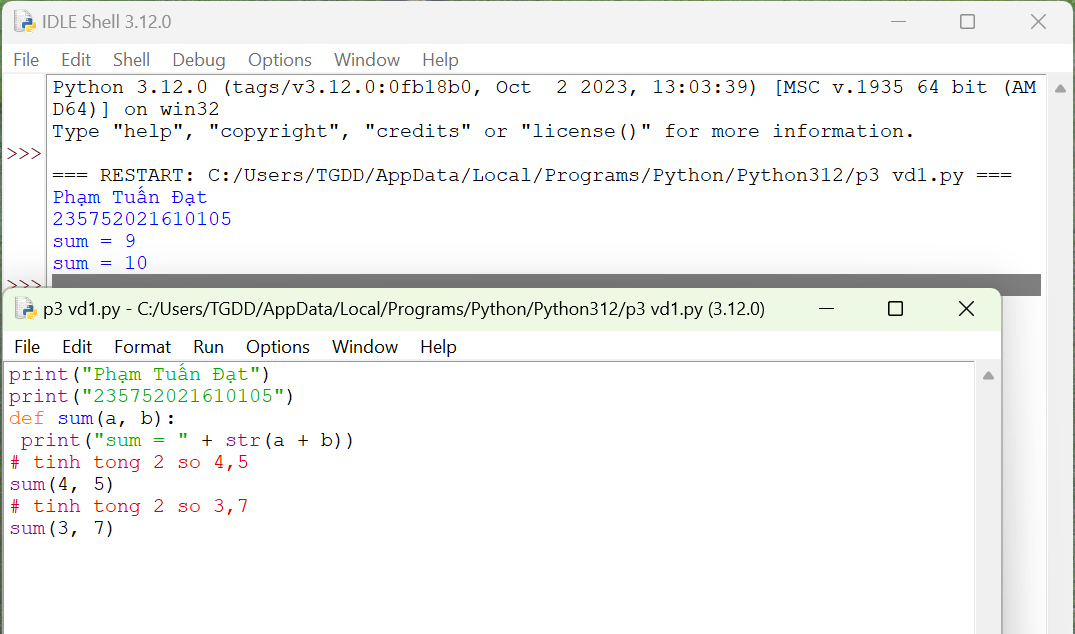 IDLE Shell 3.12.0
File Edit Shell Debug Options Window Help
Python 3.12.0 (tags/v3.12.0:0fb18b0, Oct  2 2023, 13:03:39) [MSC v.1935 64 bit (AM
D64)] on win32
Type "help", "copyright", "credits" or "license()" for more information.
>>>
=== RESTART: C:/Users/TGDD/AppData/Local/Programs/Python/Python312/p3 vd1.py ===
Phạm Tuấn Đạt
235752021610105
sum = 9
sum = 10
>>>
p3 vd1.py - C:/Users/TGDD/AppData/Local/Programs/Python/Python312/p3 vd1.py (3.12.0)
File Edit Format Run Options Window Help
print("Phạm Tuấn Đạt")
print("235752021610105")
def sum(a, b):
 print("sum = " + str(a + b))
# tinh tong 2 so 4,5
sum(4, 5)
# tinh tong 2 so 3,7
sum(3, 7)